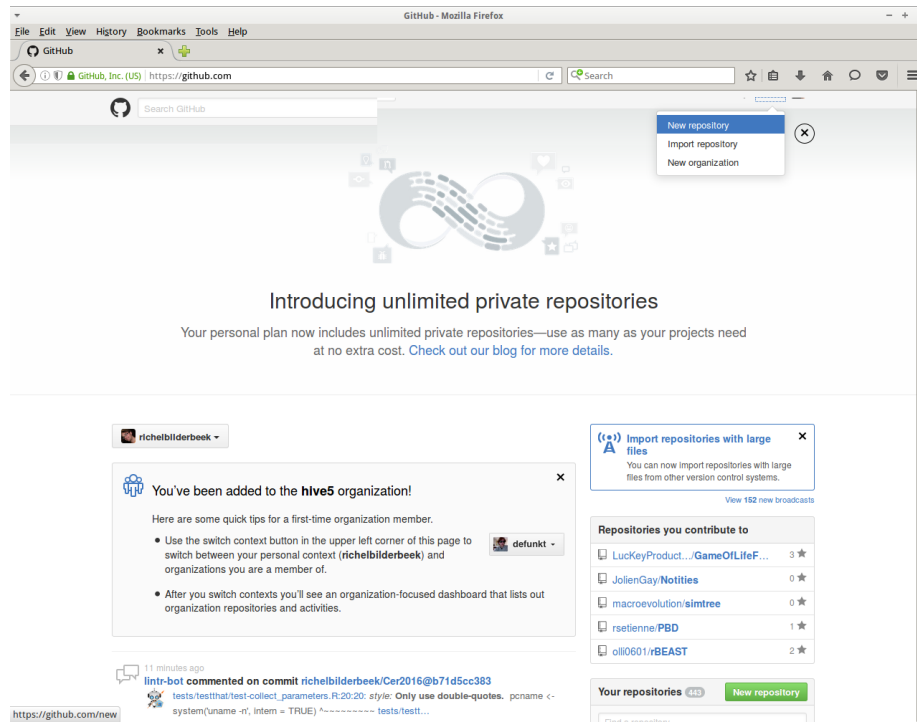 GitHub - Mozilla Firefox
File Edit View History Bookmarks Tools Help
GitHub
GitHub, Inc. (US) https://github.com
Search
Search GitHub
New repository
Import repository
New organization
Introducing unlimited private repositories
Your personal plan now includes unlimited private repositories—use as many as your projects need
at no extra cost. Check out our blog for more details.
richelbilderbeek
You've been added to the hive5 organization!
Here are some quick tips for a first-time organization member.
• Use the switch context button in the upper left corner of this page to
switch between your personal context (richelbilderbeek) and
organizations you are a member of.
defunkt
• After you switch contexts you'll see an organization-focused dashboard that lists out
organization repositories and activities.
11 minutes ago
lintr-bot commented on commit richelbilderbeek/Cer2016@b71d5cc383
tests/testthat/test-collect_parameters.R:20:20: style: Only use double-quotes. pcname <-
system('uname -n', intern = TRUE) ^~~~~~~~~~ tests/testt...
Import repositories with large
files
You can now import repositories with large
files from other version control systems.
View 152 new broadcasts
Repositories you contribute to
LucKeyProduct.../GameOfLifeF... 3
JolienGay/Notities 0
macroevolution/simtree 0
rsetienne/PBD 1
olli0601/rBEAST 2
Your repositories 443 New repository
Find a repository...
https://github.com/new